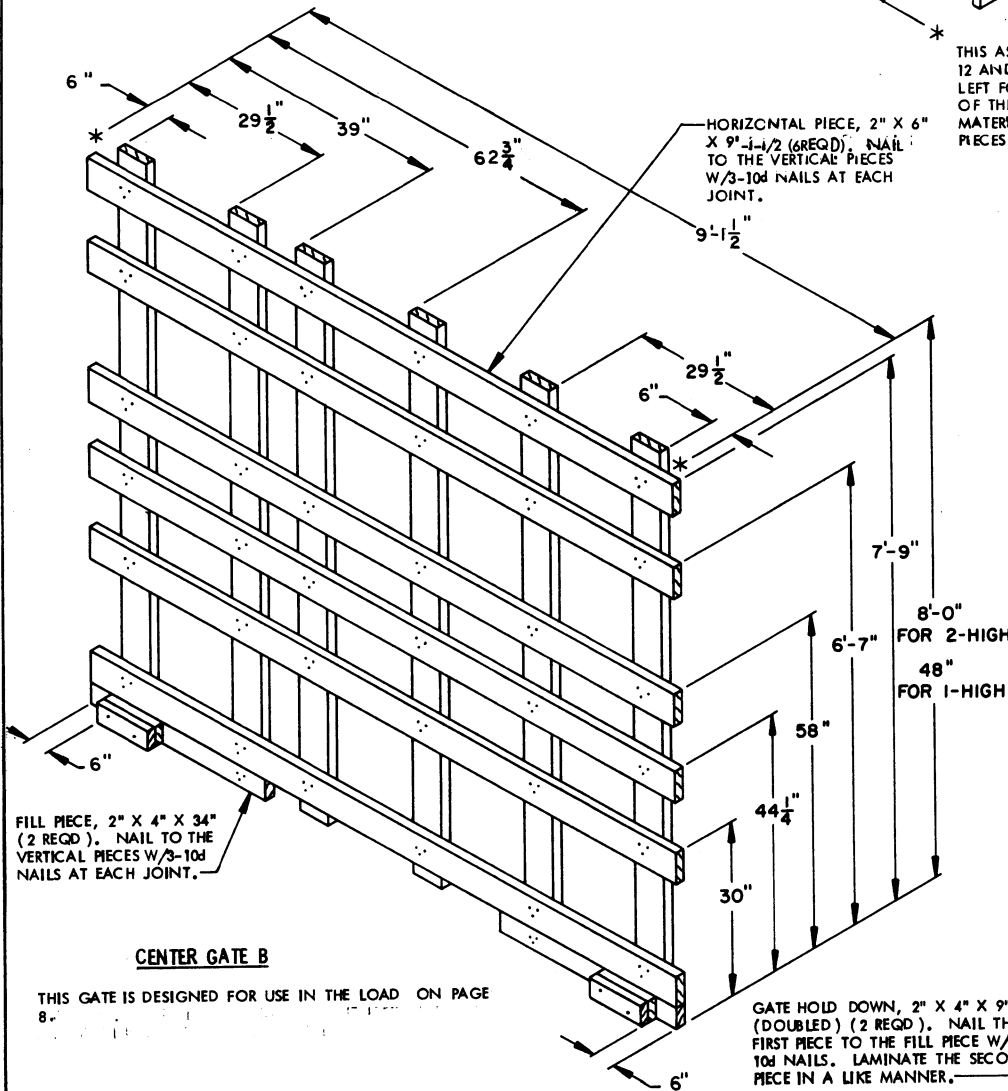 THIS
12 AND
LEFT
OF
PIECES
6"
*
29 1/2"
39"
62 3/4"
HORIZONTAL PIECE, 2" X 6"
X 9'-1-1/2 (6REQD). NAIL
TO THE VERTICAL PIECES
W/3-10d NAILS AT EACH
JOINT.
9'-1 1/2"
*
29 1/2"
6"
*
7'-9"
8'-0"
FOR 2-HIGH
6'-7"
48"
FOR 1-HIGH
58"
44 1/4"
30"
6"
FILL PIECE, 2" X 4" X 34"
(2 REQD). NAIL TO THE
VERTICAL PIECES W/3-10d
NAILS AT EACH JOINT.
CENTER GATE B
THIS GATE IS DESIGNED FOR USE IN THE LOAD ON PAGE
8.
GATE HOLD DOWN, 2" X 4" X 9"
(DOUBLED) (2 REQD). NAIL
FIRST PIECE TO THE FILL PIECE W/
10d NAILS. LAMINATE THE
PIECE IN A LIKE MANNER.
6"